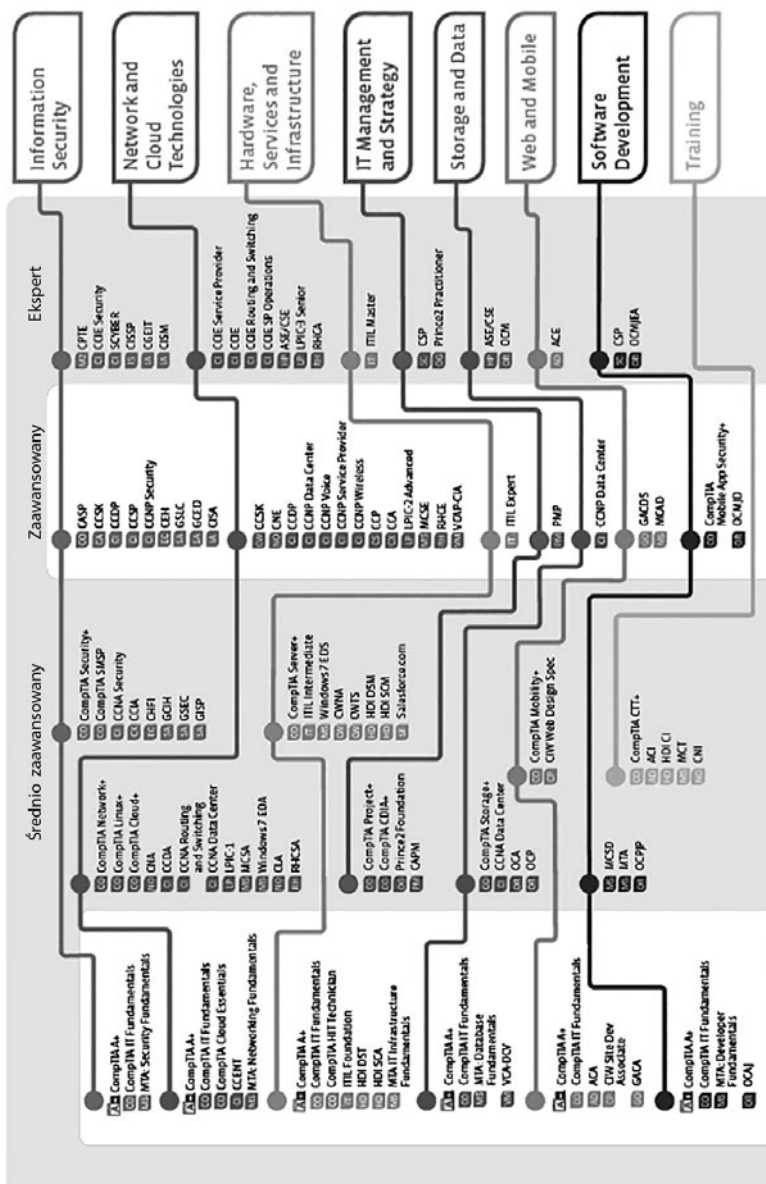 Średnio zaawansowany
Zaawansowany
Ekspert
Information
Security
CompTIA A+
CompTIA IT Fundamentals
MTA: Security Fundamentals
CompTIA Security+
CompTIA SMSP
CCNA Security
CCIA
CHFI
GCIH
GSEC
GISP
CASP
CCSK
CCDP
CCSP
CCNP Security
CEH
GSLC
GCED
CISA
CPTE
CCIE Security
SCYBER
CISSP
CGEIT
CISM
Network and
Cloud
Technologies
CompTIA A+
CompTIA IT Fundamentals
CompTIA Cloud Essentials
CCENT
MTA: Networking Fundamentals
CompTIA Network+
CompTIA Linux+
CompTIA Cloud+
CNA
CCDA
CCNA Routing
and Switching
CCNA Data Center
LPIC-1
MCSA
Windows 7 EDA
CLA
RHCSA
CCSK
CNE
CCDP
CCNP Data Center
CCNP Voice
CCNP Service Provider
CCNP Wireless
CCP
CCA
LPIC-2 Advanced
MCSE
RHCE
VCAP-CIA
CCIE Service Provider
CCIE
CCIE Routing and Switching
CCIE SP Operations
ASE/CSE
LPIC-3 Senior
RHCA
Hardware,
Services and
Infrastructure
CompTIA A+
CompTIA IT Fundamentals
CompTIA HIT Technician
ITIL Foundation
HDI DST
HDI SCA
MTA IT Infrastructure
Fundamentals
CompTIA Server+
ITIL Intermediate
Windows 7 EDS
CWNA
CWTS
HDI DSM
HDI SCM
Salasforce.com
ITIL Expert
ITIL Master
IT Management
and Strategy
CompTIA Project+
CompTIA CDIA+
Prince2 Foundation
CAPM
PMP
CSP
Prince2 Practitioner
Storage and Data
CompTIA A+
CompTIA IT Fundamentals
MTA: Database
Fundamentals
VCA-DCV
CompTIA Storage+
CCNA Data Center
OCA
OCP
CCNP Data Center
ASE/CSE
OCM
Web and Mobile
CompTIA A+
CompTIA IT Fundamentals
ACA
CIW Site Dev
Associate
GACA
CompTIA Mobility+
CIW Web Design Spec
GACDS
MCAD
ACE
Software
Development
CompTIA A+
CompTIA IT Fundamentals
MTA: Developer
Fundamentals
OCAJ
MCSD
MTA
OCPJP
CompTIA
Mobile App Security+
OCMJD
CSP
OCMJEA
Training
CompTIA CTT+
ACI
HDI CI
MCT
CNI